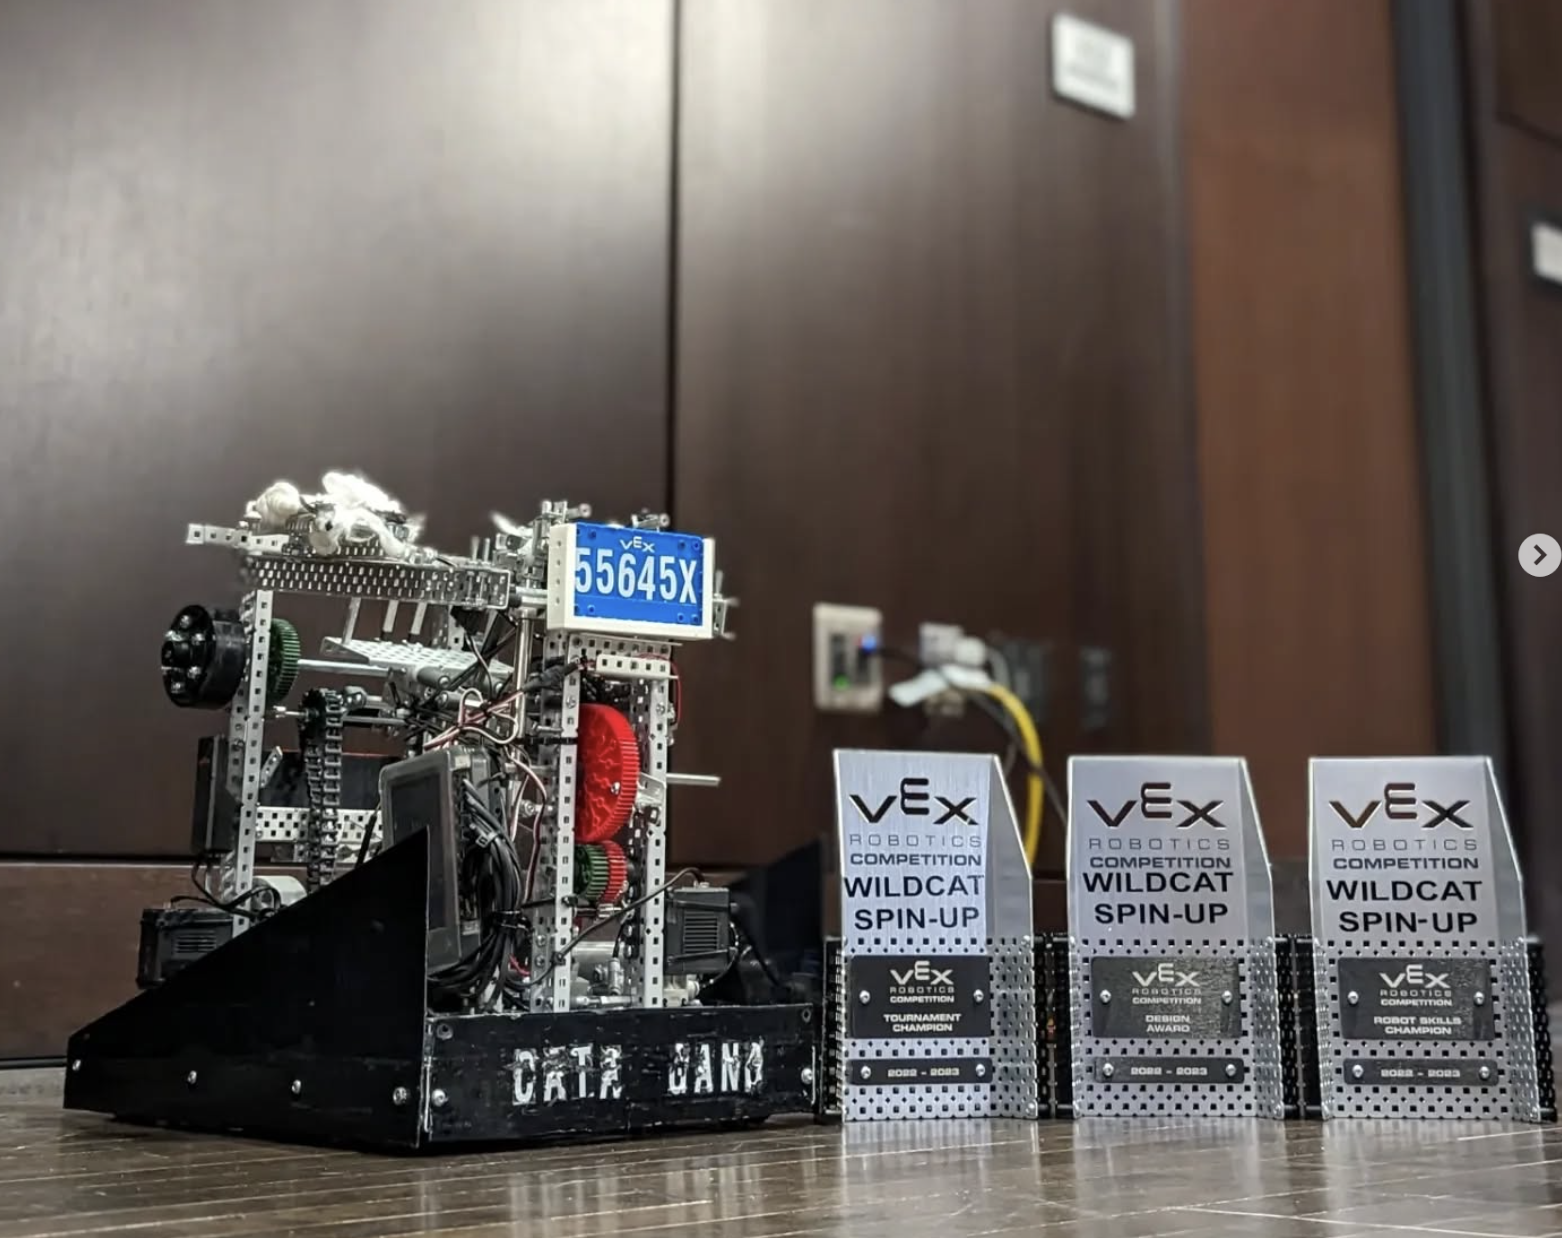 VEX
55645X
CATA GANG
VEX
ROBOTICS
COMPETITION
WILDCAT
SPIN-UP
VEX
ROBOTICS
COMPETITION
TOURNAMENT
CHAMPION
2022 - 2023
VEX
ROBOTICS
COMPETITION
WILDCAT
SPIN-UP
VEX
ROBOTICS
COMPETITION
DESIGN
AWARD
2022 - 2023
VEX
ROBOTICS
COMPETITION
WILDCAT
SPIN-UP
VEX
ROBOTICS
COMPETITION
ROBOT SKILLS
CHAMPION
2022 - 2023